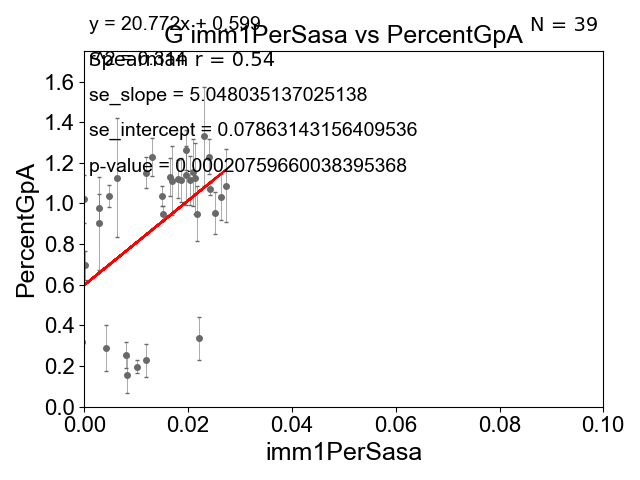 y = 20.772x + 0.599
N = 39
G imm1PerSasa vs PercentGpA
Spearman r = 0.54
se_slope = 5.048035137025138
se_intercept = 0.07863143156409536
p-value = 0.00020759660038395368
PercentGpA
1.6
1.4
1.2
1.0
0.8
0.6
0.4
0.2
0.0
0.00
0.02
0.04
0.06
0.08
0.10
imm1PerSasa